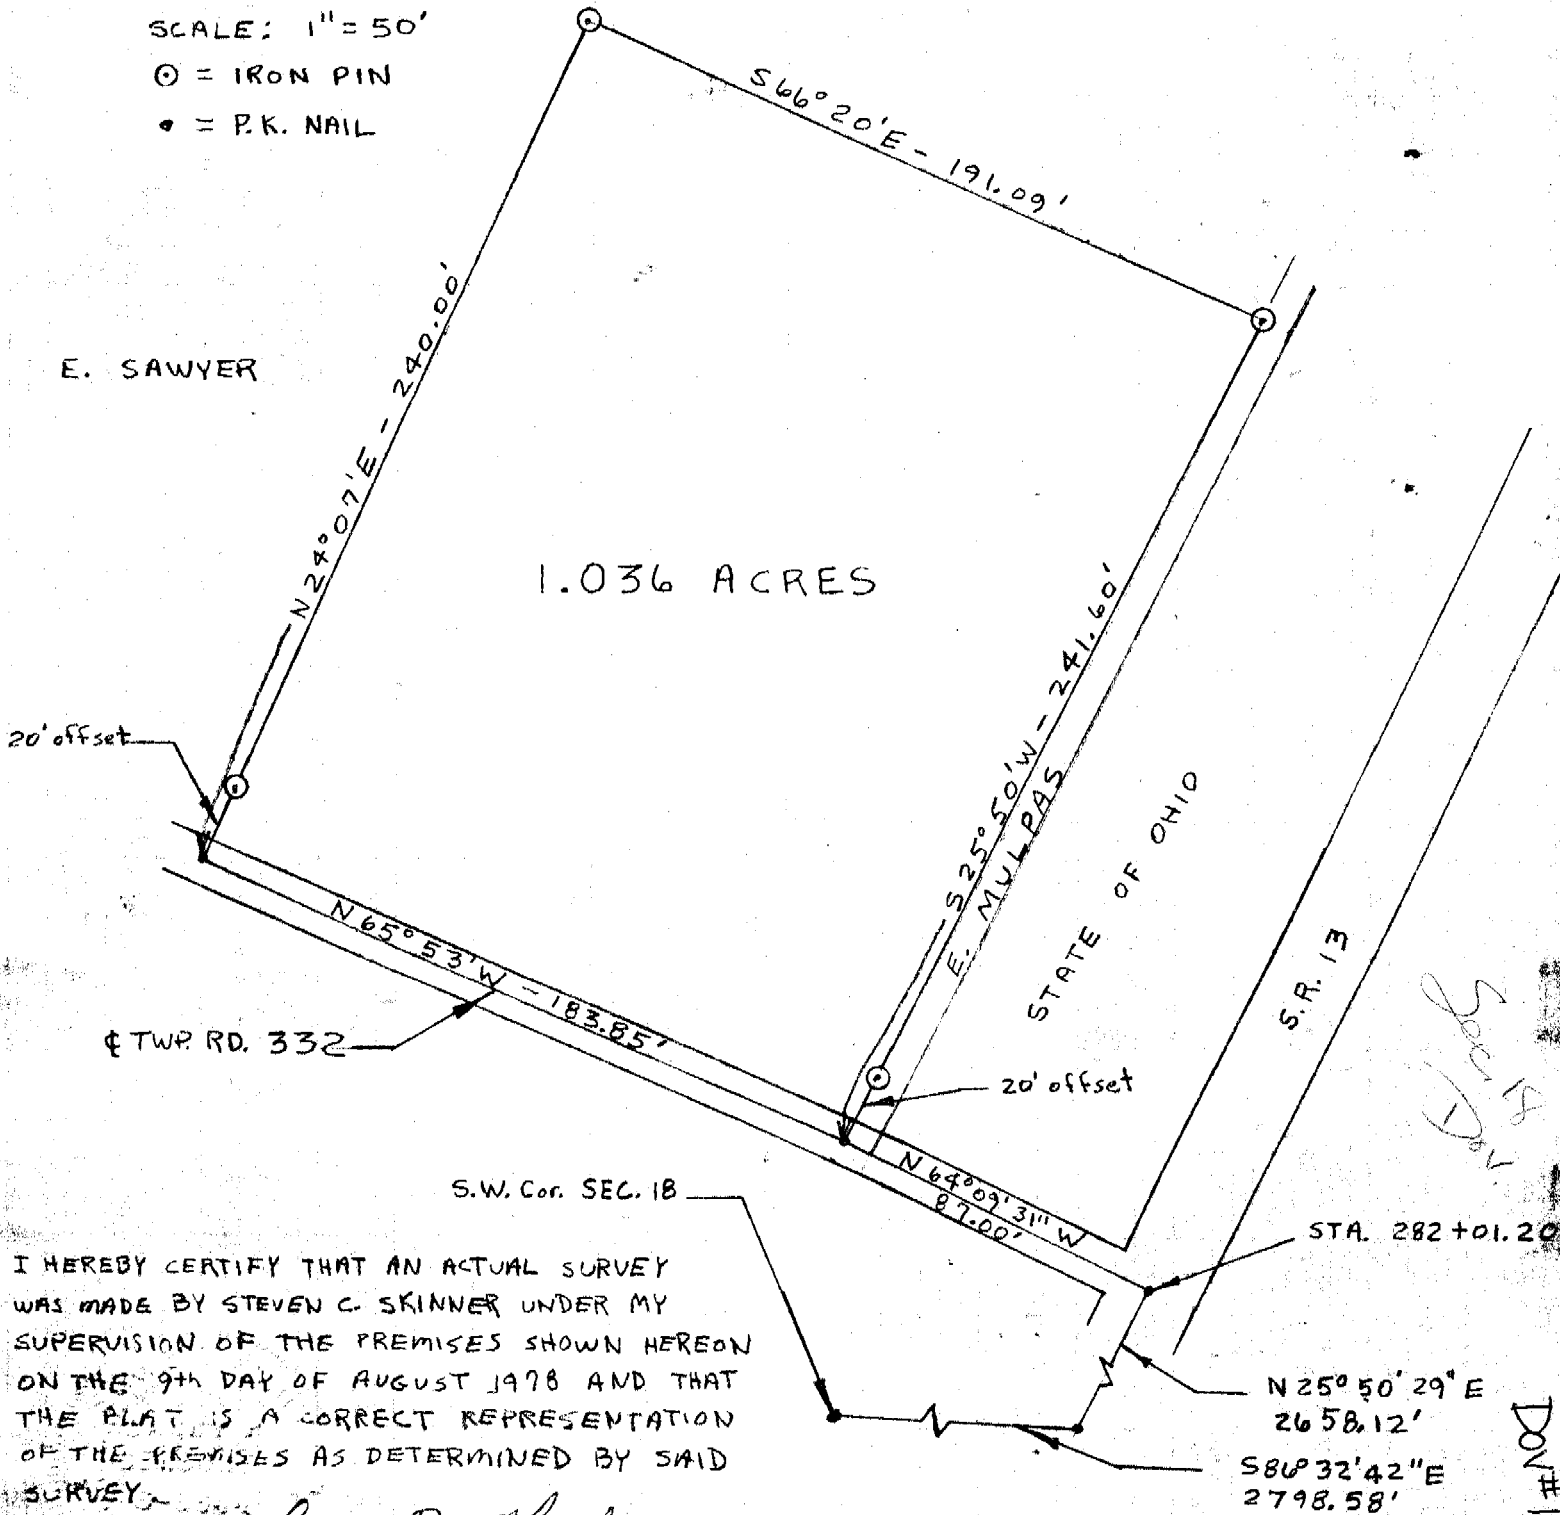 SCALE: 1" = 50'
⊙ = IRON PIN
• = P.K. NAIL
S 66° 20' E - 191.09'
N 24° 07' E - 240.00'
E. SAWYER
1.036 ACRES
S 25° 50' W - 241.60'
E. MULPAS
STATE OF OHIO
S.R. 13
20' offset
N 65° 53' W - 183.85'
℄ TWP. RD. 332
20' offset
N 64° 09' 31" W
87.00'
S.W. Cor. SEC. 18
STA. 282 + 01.20
I HEREBY CERTIFY THAT AN ACTUAL SURVEY
WAS MADE BY STEVEN C. SKINNER UNDER MY
SUPERVISION OF THE PREMISES SHOWN HEREON
ON THE 9th DAY OF AUGUST 1978 AND THAT
THE PLAT IS A CORRECT REPRESENTATION
OF THE PREMISES AS DETERMINED BY SAID
SURVEY.
N 25° 50' 29" E
2658.12'
S 86° 32' 42" E
2798.58'
DOV #